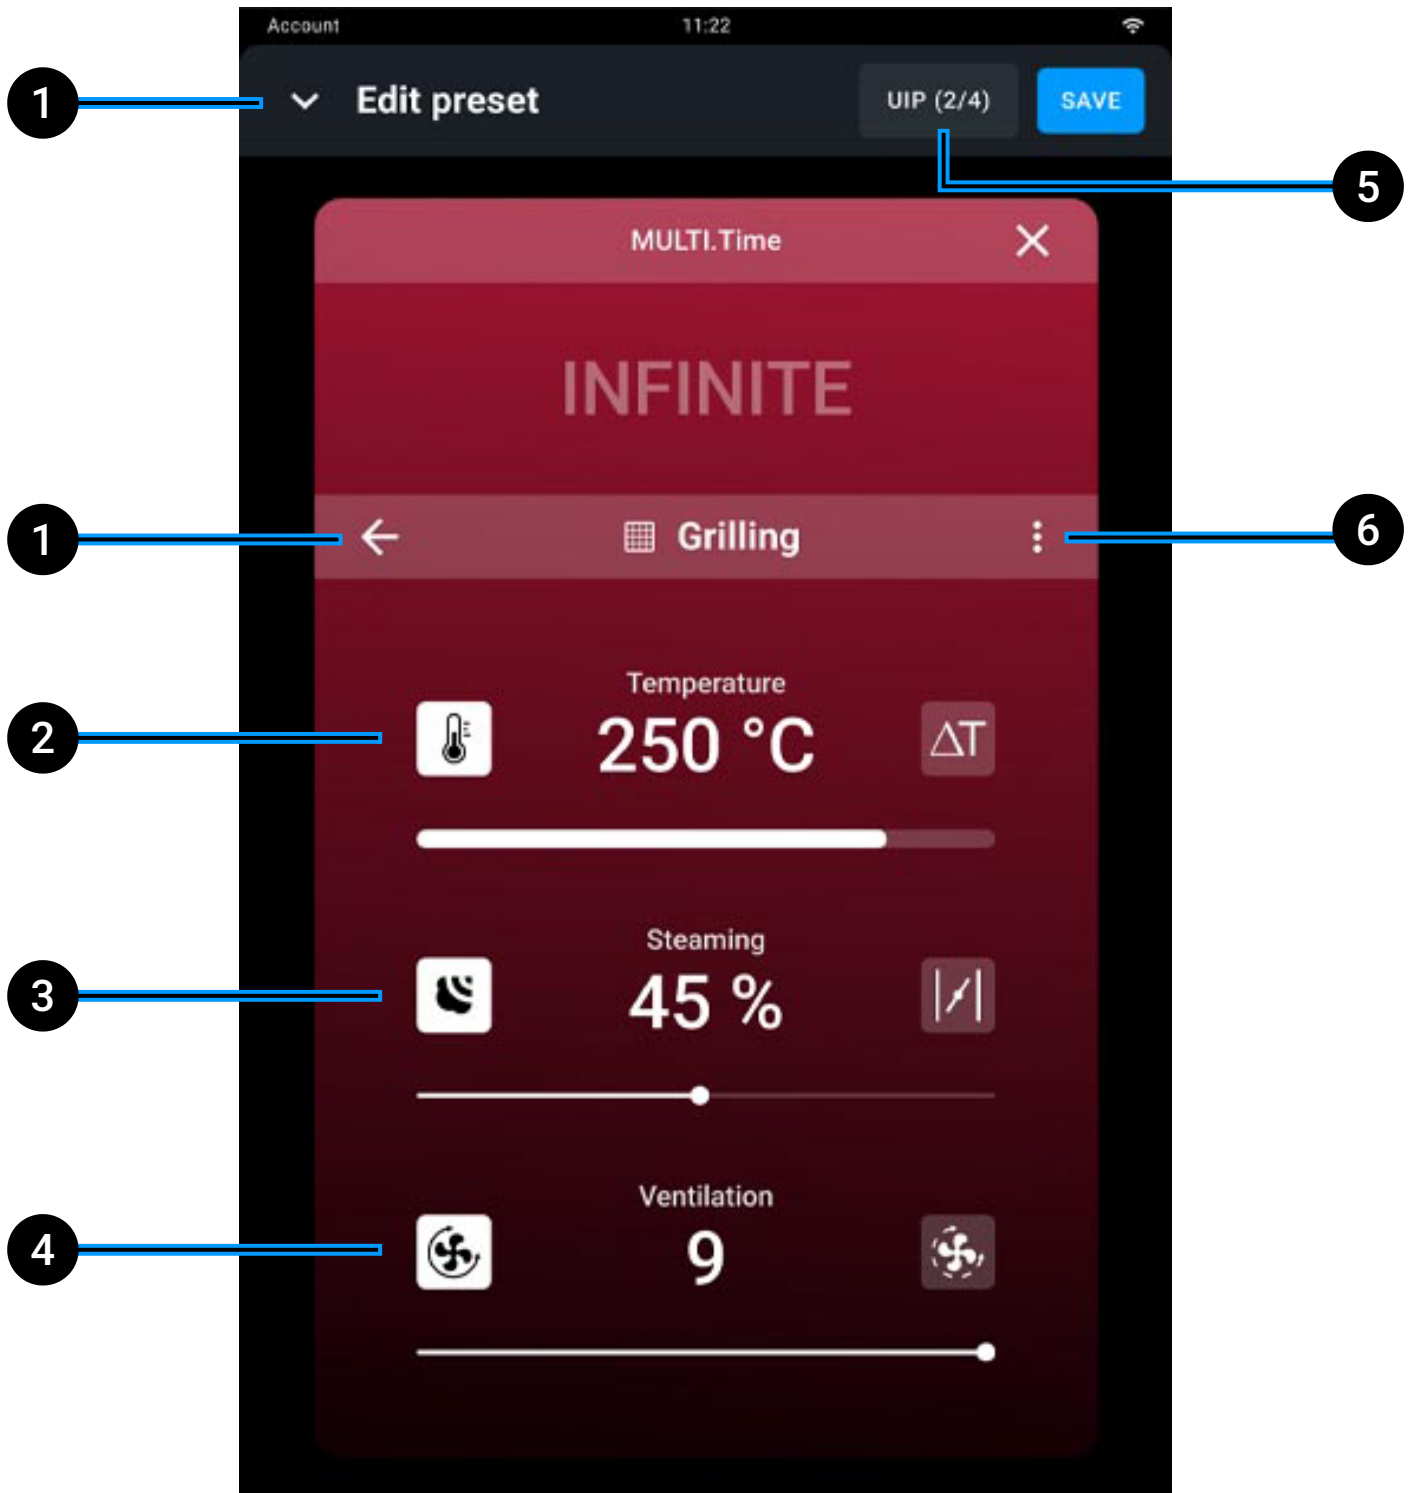 Account 11:22
1 Edit preset UIP (2/4) SAVE
5
MULTI.Time
INFINITE
1 Grilling 6
Temperature
2 250 °C ΔT
Steaming
3 45 %
Ventilation
4 9